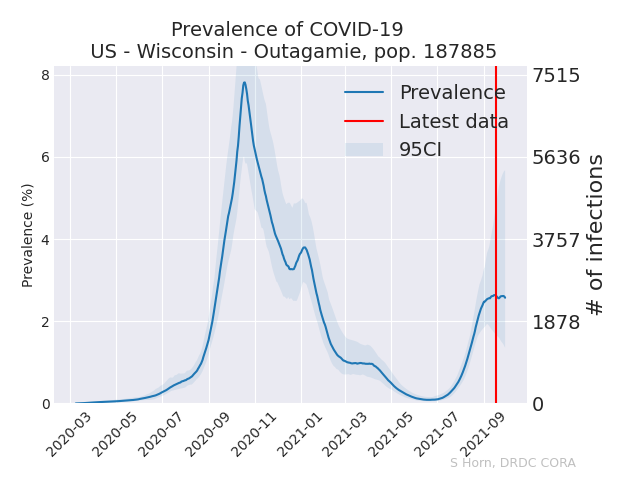 Prevalence of COVID-19
US - Wisconsin - Outagamie, pop. 187885
Prevalence (%)
8
6
4
2
0
Prevalence
Latest data
95CI
7515
5636
3757
1878
0
# of infections
2020-03
2020-05
2020-07
2020-09
2020-11
2021-01
2021-03
2021-05
2021-07
2021-09
S Horn, DRDC CORA